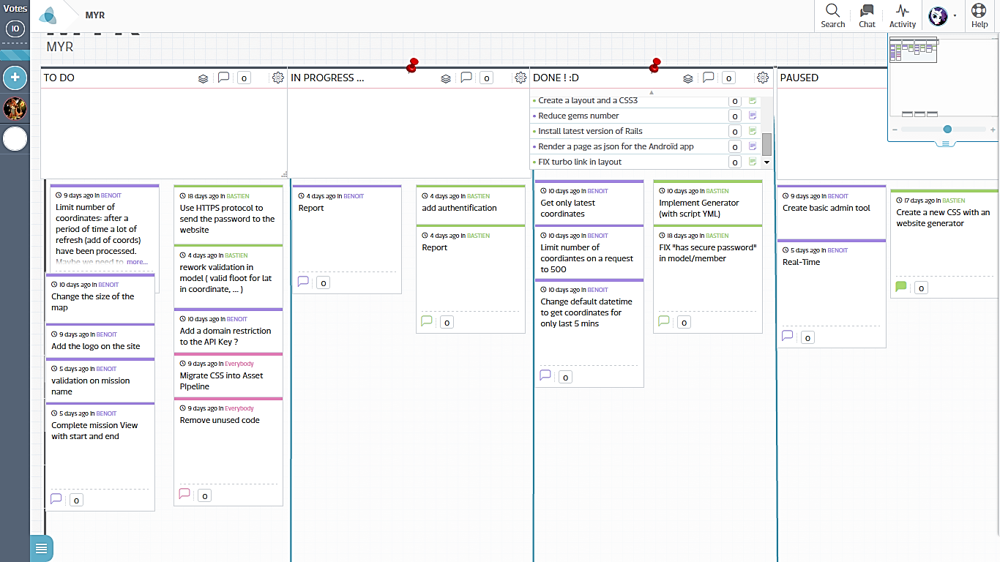 Votes
10
MYR
Search
Chat
Activity
Help
MYR
TO DO
0
IN PROGRESS ...
0
DONE ! :D
0
PAUSED
Create a layout and a CSS3
0
Reduce gems number
0
Install latest version of Rails
0
Render a page as json for the Androïd app
0
FIX turbo link in layout
0
9 days ago in BENOIT
Limit number of
coordinates: after a
period of time a lot of
refresh (add of coords)
have been processed.
Maybe we need to more...
10 days ago in BENOIT
Change the size of the
map
9 days ago in BENOIT
Add the logo on the site
5 days ago in BENOIT
validation on mission
name
5 days ago in BENOIT
Complete mission View
with start and end
0
18 days ago in BASTIEN
Use HTTPS protocol to
send the password to the
website
4 days ago in BASTIEN
rework validation in
model ( valid floot for lat
in coordinate, ... )
10 days ago in BENOIT
Add a domain restriction
to the API Key ?
9 days ago in Everybody
Migrate CSS into Asset
PIpeline
9 days ago in Everybody
Remove unused code
0
4 days ago in BENOIT
Report
0
4 days ago in BASTIEN
add authentification
4 days ago in BASTIEN
Report
0
10 days ago in BENOIT
Get only latest
coordinates
10 days ago in BENOIT
Limit number of
coordiantes on a request
to 500
10 days ago in BENOIT
Change default datetime
to get coordinates for
only last 5 mins
0
10 days ago in BASTIEN
Implement Generator
(with script YML)
18 days ago in BASTIEN
FIX "has secure password"
in model/member
0
9 days ago in BENOIT
Create basic admin tool
5 days ago in BENOIT
Real-Time
0
17 days ago in BASTIEN
Create a new CSS with an
website generator
0